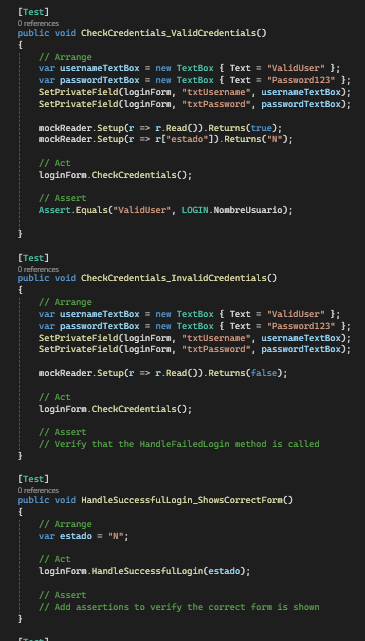 [Test]
0 references
public void CheckCredentials_ValidCredentials()
{
// Arrange
var usernameTextBox = new TextBox { Text = "ValidUser" };
var passwordTextBox = new TextBox { Text = "Password123" };
SetPrivateField(loginForm, "txtUsername", usernameTextBox);
SetPrivateField(loginForm, "txtPassword", passwordTextBox);
mockReader.Setup(r => r.Read()).Returns(true);
mockReader.Setup(r => r["estado"]).Returns("N");
// Act
loginForm.CheckCredentials();
// Assert
Assert.Equals("ValidUser", LOGIN.NombreUsuario);
}
[Test]
0 references
public void CheckCredentials_InvalidCredentials()
{
// Arrange
var usernameTextBox = new TextBox { Text = "ValidUser" };
var passwordTextBox = new TextBox { Text = "Password123" };
SetPrivateField(loginForm, "txtUsername", usernameTextBox);
SetPrivateField(loginForm, "txtPassword", passwordTextBox);
mockReader.Setup(r => r.Read()).Returns(false);
// Act
loginForm.CheckCredentials();
// Assert
// Verify that the HandleFailedLogin method is called
}
[Test]
0 references
public void HandleSuccessfulLogin_ShowsCorrectForm()
{
// Arrange
var estado = "N";
// Act
loginForm.HandleSuccessfulLogin(estado);
// Assert
// Add assertions to verify the correct form is shown
}